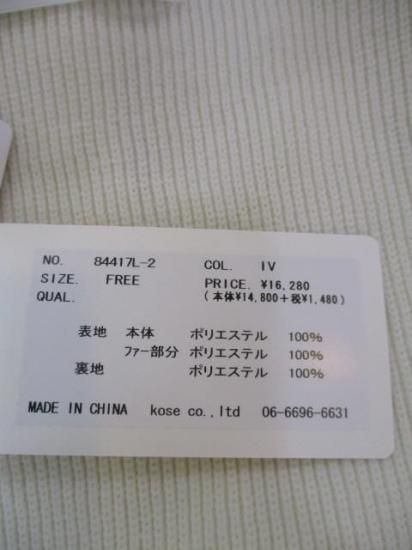 NO. 84417L-2 COL. IV
SIZE. FREE PRICE. ¥16,280
QUAL. (本体¥14,800+税¥1,480)
表地 本体 ポリエステル 100%
ファー部分 ポリエステル 100%
裏地 ポリエステル 100%
MADE IN CHINA kose co.,ltd 06-6696-6631